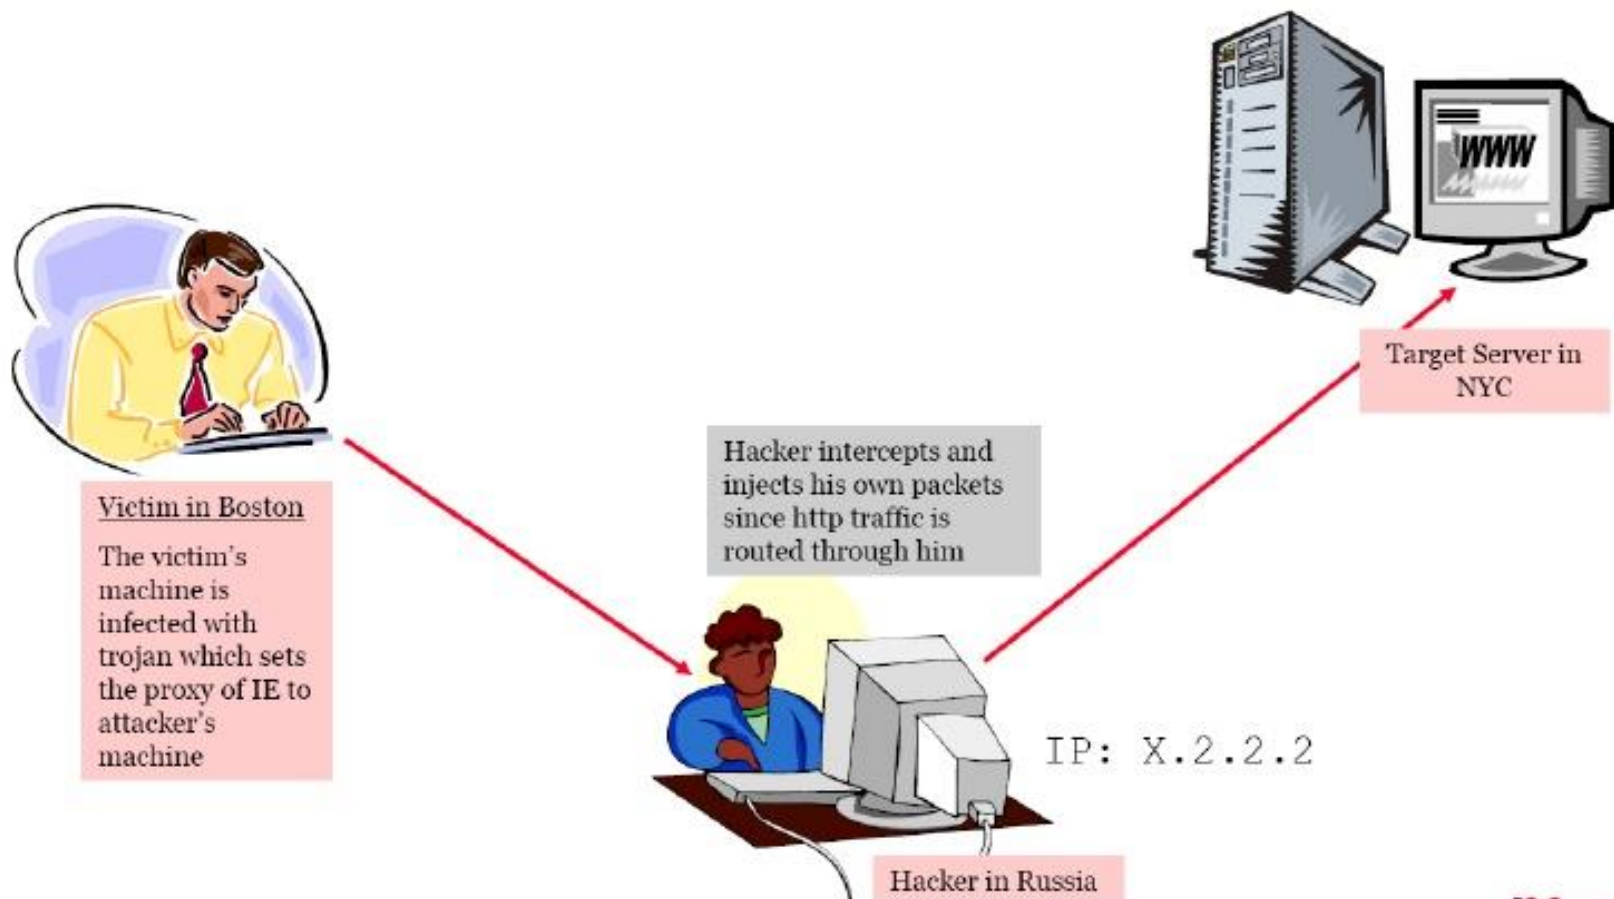 WWW
Target Server in
NYC
Hacker intercepts and
injects his own packets
since http traffic is
routed through him
Victim in Boston
The victim's
machine is
infected with
trojan which sets
the proxy of IE to
attacker's
machine
IP: X.2.2.2
Hacker in Russia